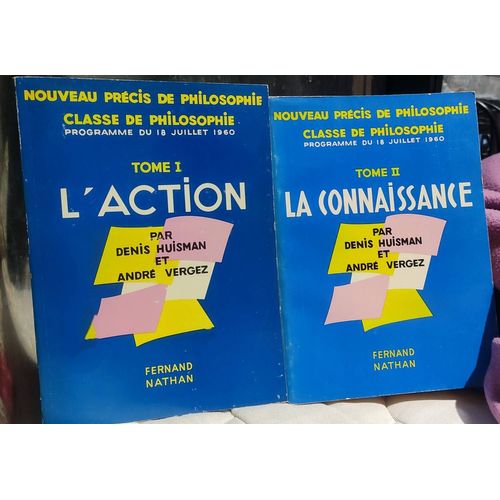 NOUVEAU PRÉCIS DE PHILOSOPHIE
CLASSE DE PHILOSOPHIE
PROGRAMME DU 18 JUILLET 1960
TOME I
L'ACTION
PAR
DENIS HUISMAN
ET
ANDRÉ VERGEZ
FERNAND
NATHAN
NOUVEAU PRÉCIS DE PHILOSOPHIE
CLASSE DE PHILOSOPHIE
PROGRAMME DU 18 JUILLET 1960
TOME II
LA CONNAISSANCE
PAR
DENIS HUISMAN
ET
ANDRÉ VERGEZ
FERNAND
NATHAN